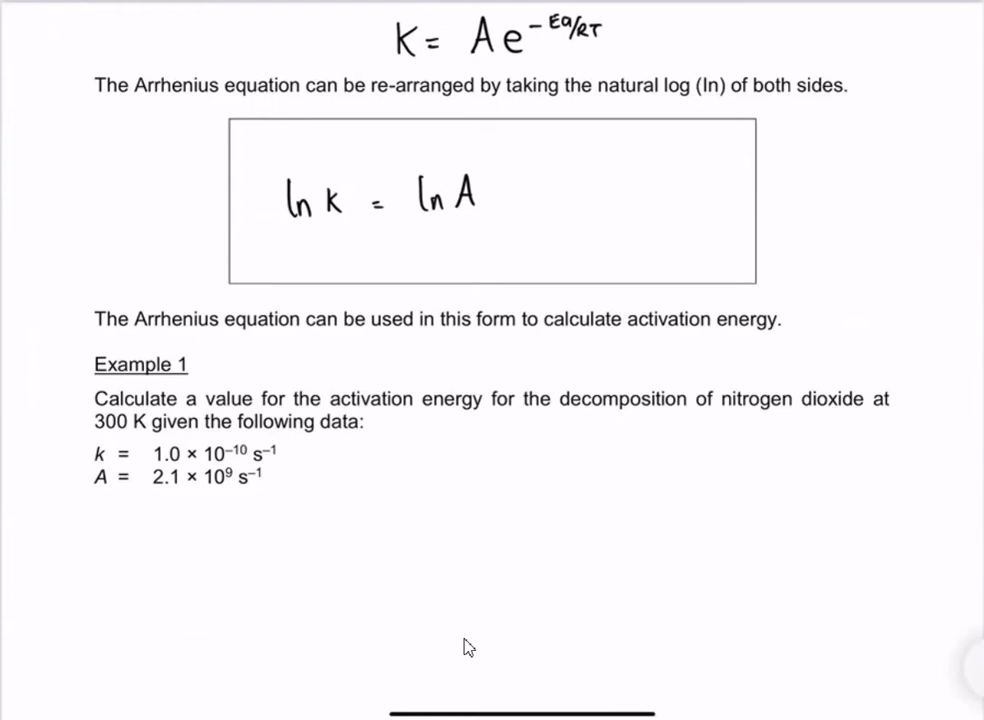 K = Ae^-Ea/RT
The Arrhenius equation can be re-arranged by taking the natural log (ln) of both sides.
ln k = ln A
The Arrhenius equation can be used in this form to calculate activation energy.
Example 1
Calculate a value for the activation energy for the decomposition of nitrogen dioxide at
300 K given the following data:
k = 1.0 × 10⁻¹⁰ s⁻¹
A = 2.1 × 10⁹ s⁻¹